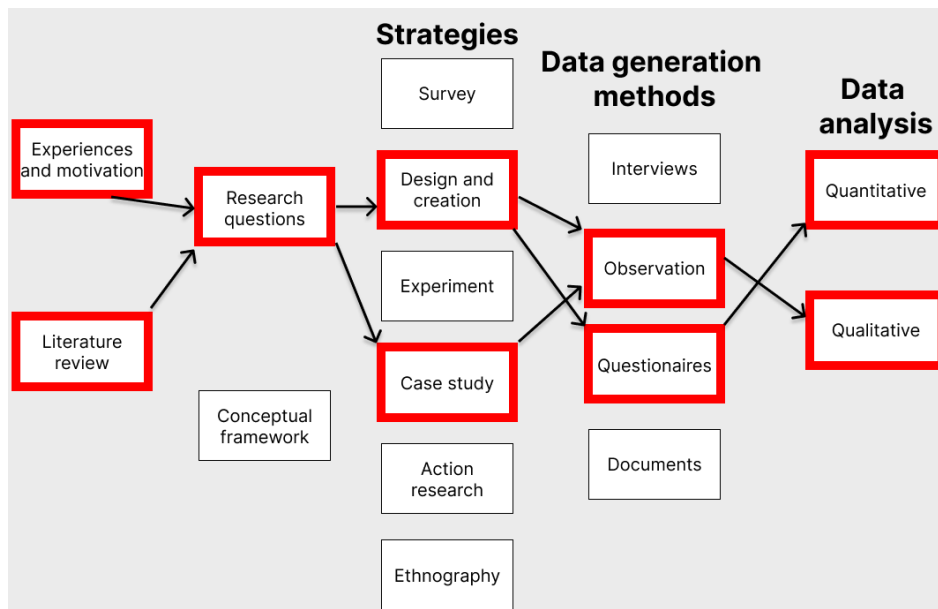 Strategies
Survey
Design and
creation
Experiment
Case study
Action
research
Ethnography
Data generation
methods
Interviews
Observation
Questionaires
Documents
Data
analysis
Quantitative
Qualitative
Experiences
and motivation
Literature
review
Research
questions
Conceptual
framework